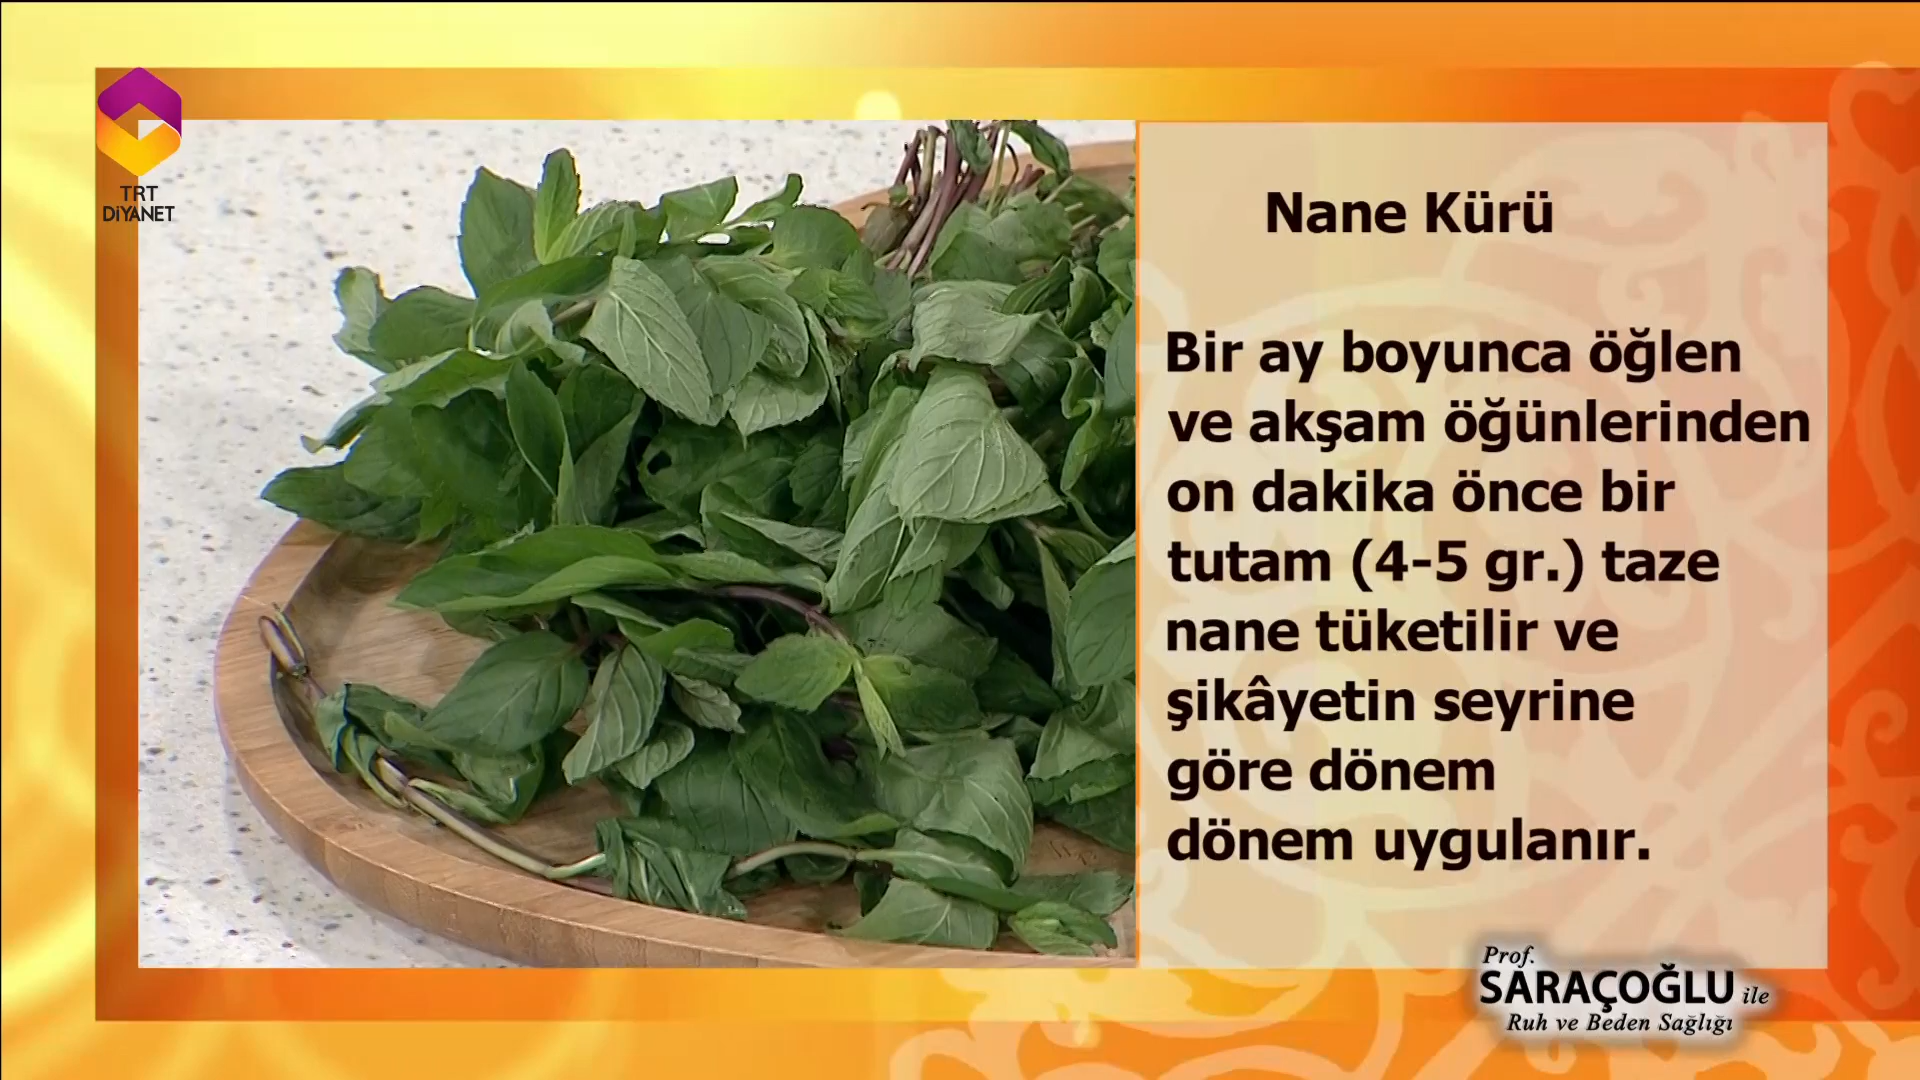 TRT
DİYANET
Nane Kürü
Bir ay boyunca öğlen
ve akşam öğünlerinden
on dakika önce bir
tutam (4-5 gr.) taze
nane tüketilir ve
şikâyetin seyrine
göre dönem
dönem uygulanır.
Prof.
SARAÇOĞLU ile
Ruh ve Beden Sağlığı